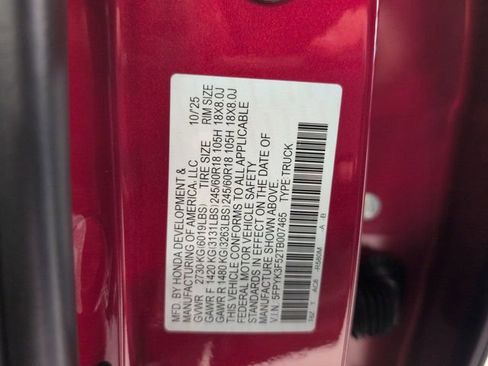 MFD. BY HONDA DEVELOPMENT &
MANUFACTURING OF AMERICA, LLC 10/'25
GVWR 2730KG(6019LBS) TIRE SIZE RIM SIZE
GAWR F 1420KG(3131LBS)245/60R18 105H 18X8.0J
GAWR R 1480KG(3263LBS)245/60R18 105H 18X8.0J
THIS VEHICLE CONFORMS TO ALL APPLICABLE
FEDERAL MOTOR VEHICLE SAFETY
STANDARDS IN EFFECT ON THE DATE OF
MANUFACTURE SHOWN ABOVE.
V.I.N: 5FPYK3F52TB007465 TYPE:TRUCK
-A -B